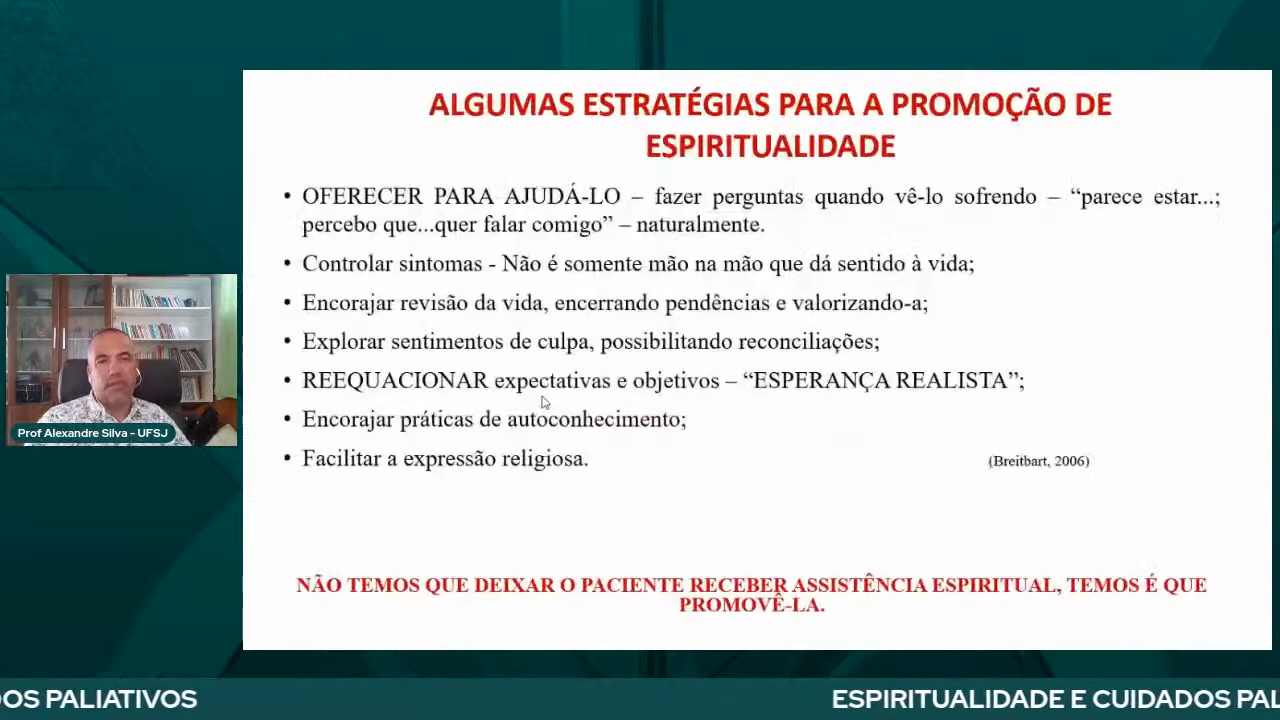 ALGUMAS ESTRATÉGIAS PARA A PROMOÇÃO DE
ESPIRITUALIDADE
• OFERECER PARA AJUDÁ-LO – fazer perguntas quando vê-lo sofrendo – “parece estar...;
percebo que...quer falar comigo” – naturalmente.
• Controlar sintomas - Não é somente mão na mão que dá sentido à vida;
• Encorajar revisão da vida, encerrando pendências e valorizando-a;
• Explorar sentimentos de culpa, possibilitando reconciliações;
• REEQUACIONAR expectativas e objetivos – “ESPERANÇA REALISTA”;
• Encorajar práticas de autoconhecimento;
• Facilitar a expressão religiosa.
(Breitbart, 2006)
Prof Alexandre Silva - UFSJ
NÃO TEMOS QUE DEIXAR O PACIENTE RECEBER ASSISTÊNCIA ESPIRITUAL, TEMOS É QUE
PROMOVÊ-LA.
DOS PALIATIVOS
ESPIRITUALIDADE E CUIDADOS PAL